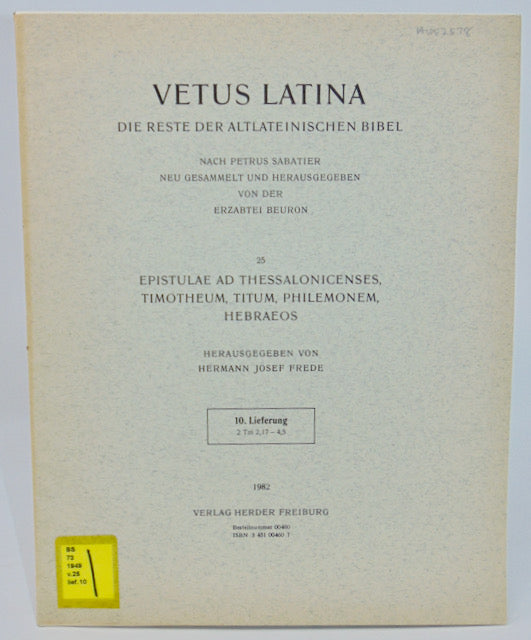 VETUS LATINA
DIE RESTE DER ALTLATEINISCHEN BIBEL
NACH PETRUS SABATIER
NEU GESAMMELT UND HERAUSGEGEBEN
VON DER
ERZABTEI BEURON
25
EPISTULAE AD THESSALONICENSES,
TIMOTHEUM, TITUM, PHILEMONEM,
HEBRAEOS
HERAUSGEGEBEN VON
HERMANN JOSEF FREDE
10. Lieferung
2 Tm 2,17 – 4,5
1982
VERLAG HERDER FREIBURG
Bestellnummer 00460
ISBN 3 451 00460 7
BS
72
1949
v.25
lief.10